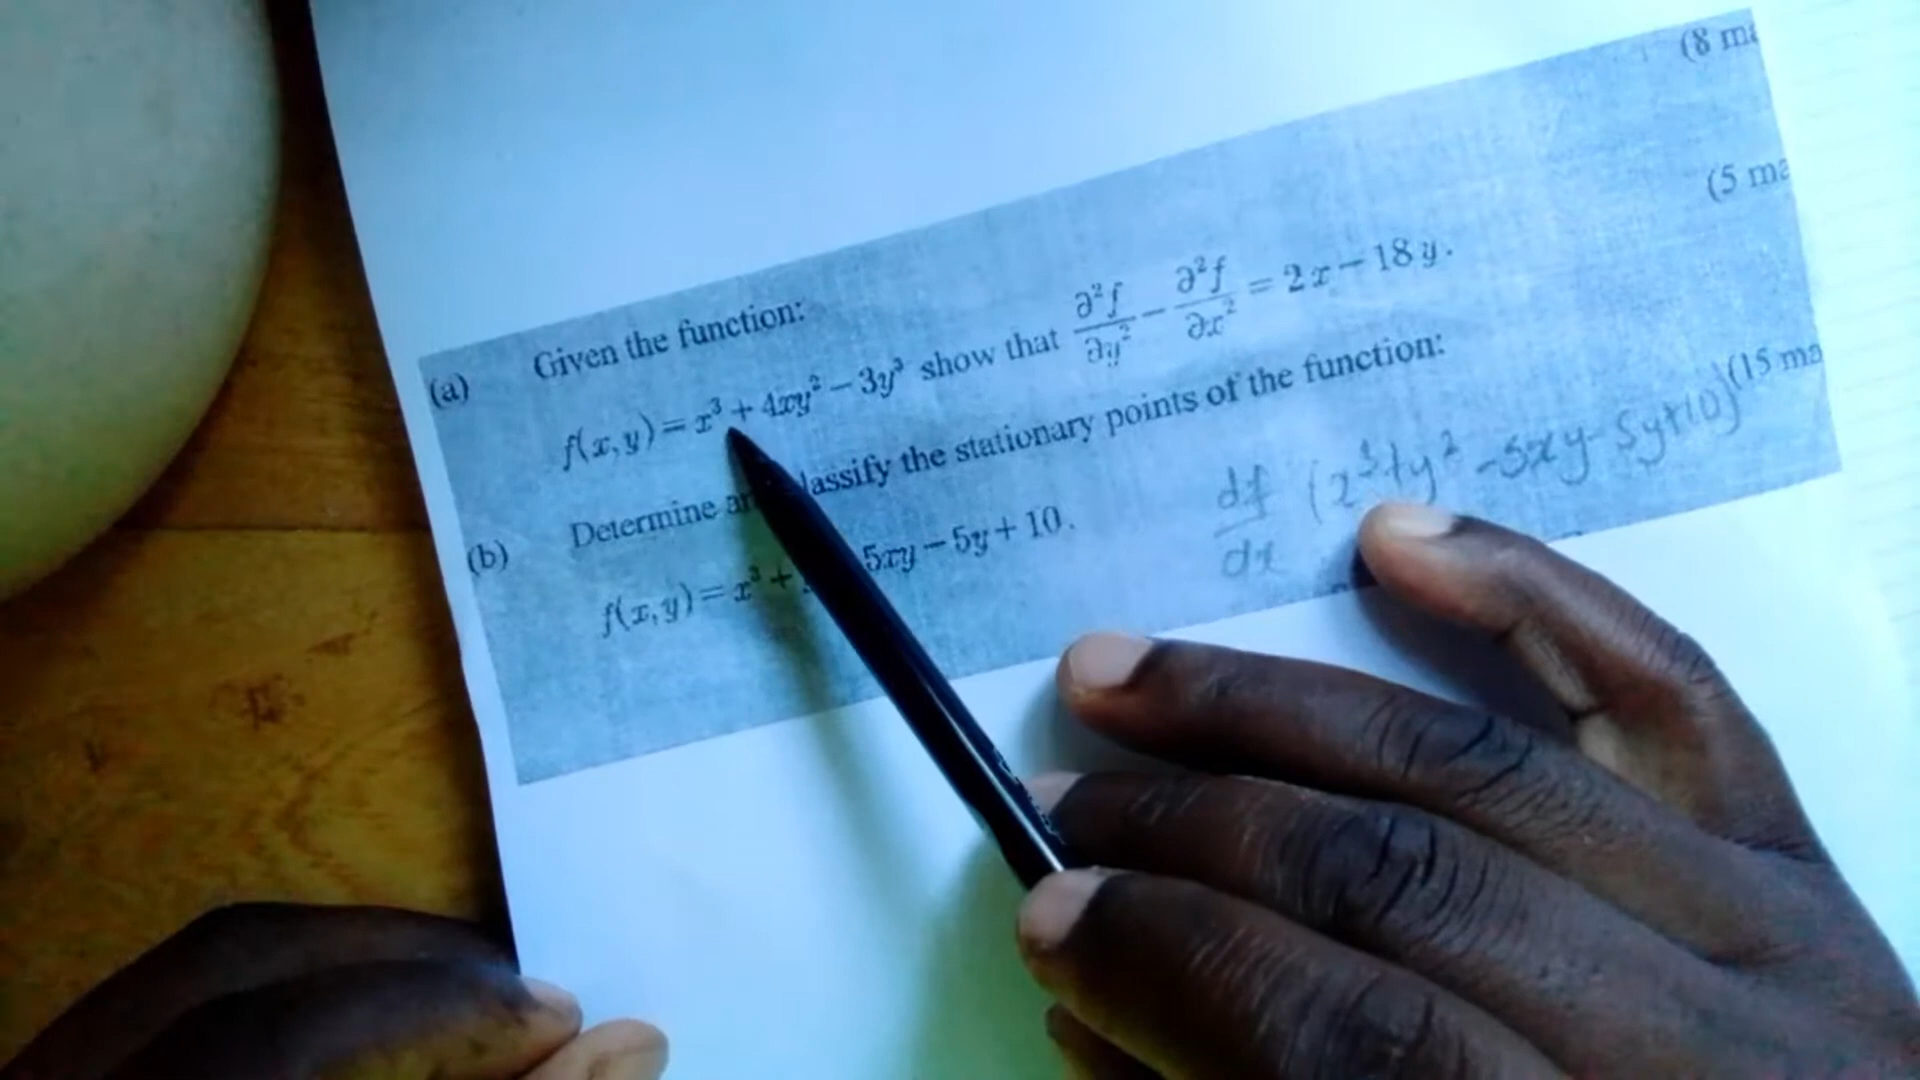 (8 ma
(5 ma
(a) Given the function:
f(x, y) = x³ + 4xy² − 3y³ show that ∂²f/∂y² − ∂²f/∂x² = 2x − 18y.
(b) Determine classify the stationary points of the function:
(15 ma
f(x, y) = x³ + 5xy − 5y + 10.
df/dx (x³+y² -5xy-5y+10)